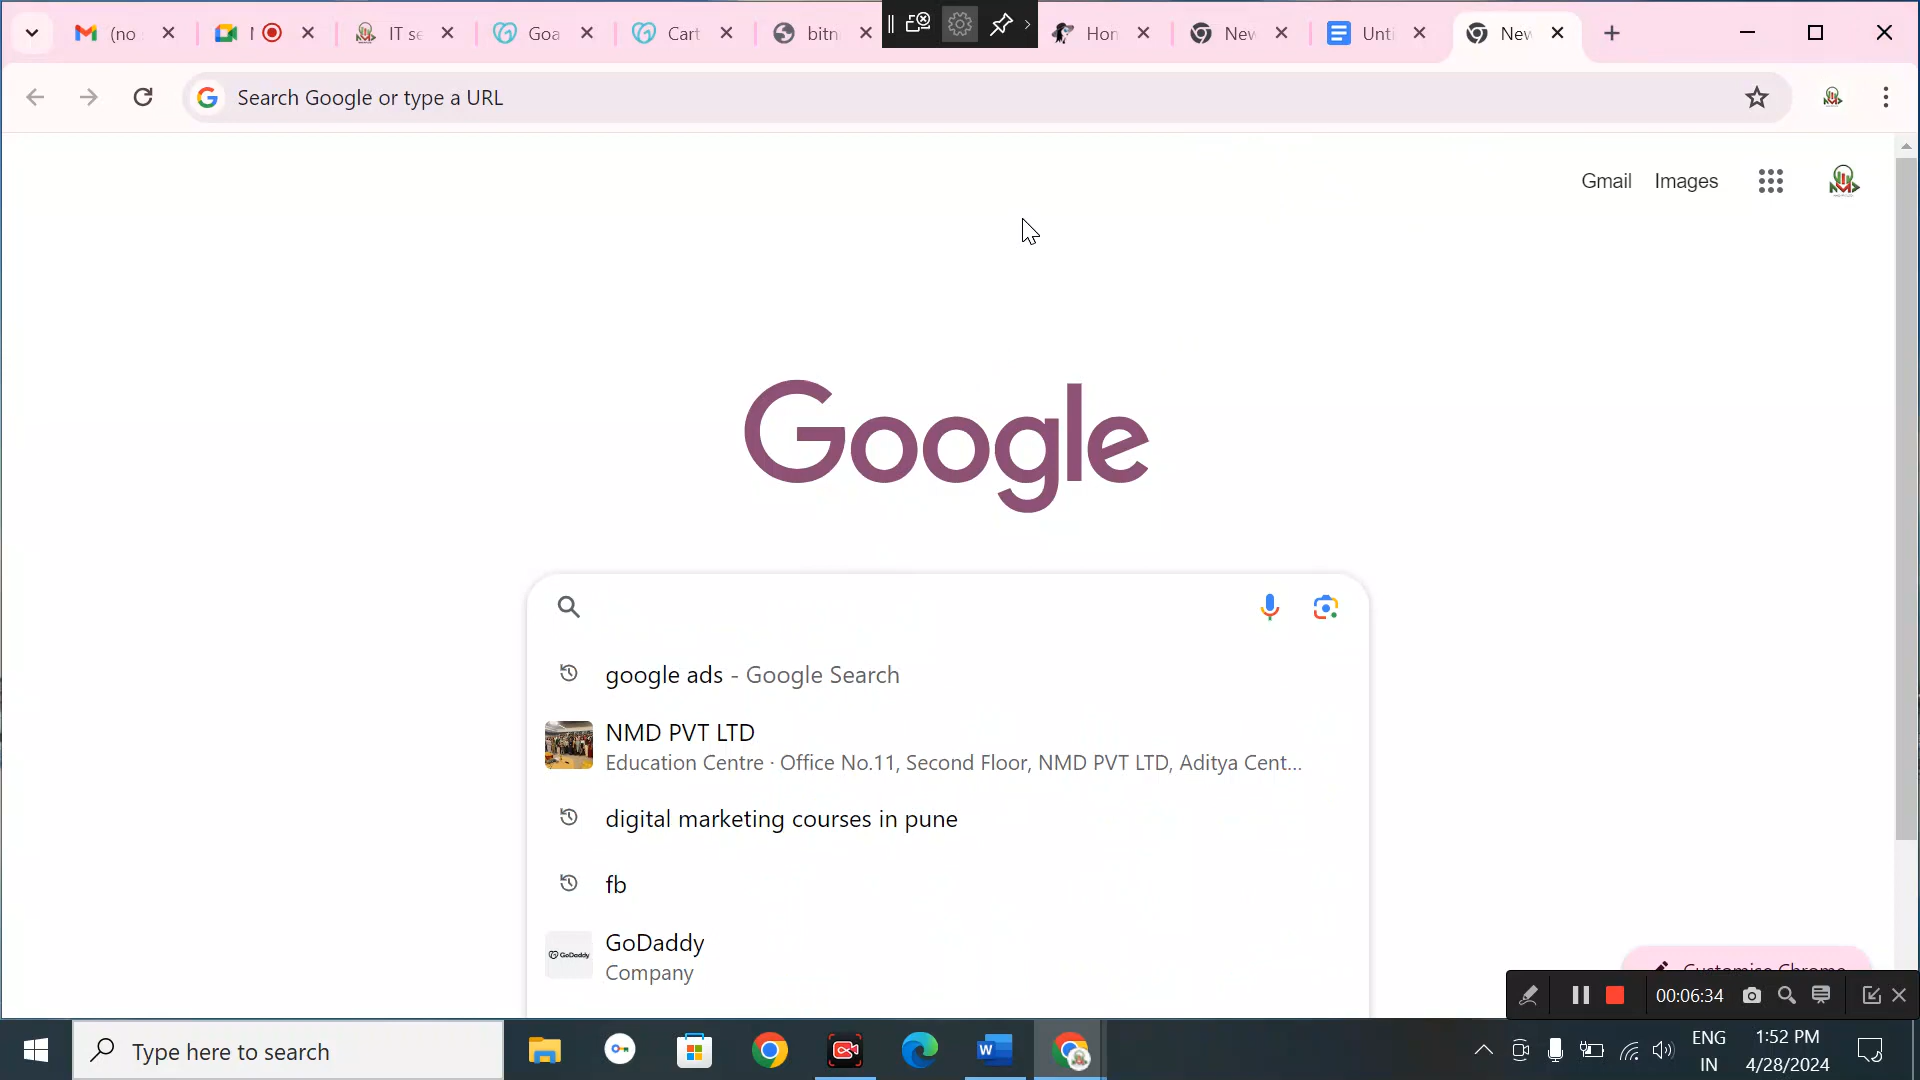 (no
IT se
Goa
Cart
bitn
Hon
New
Unti
New
Search Google or type a URL
Gmail
Images
Google
google ads - Google Search
NMD PVT LTD
Education Centre · Office No.11, Second Floor, NMD PVT LTD, Aditya Cent...
digital marketing courses in pune
fb
GoDaddy
GoDaddy
Company
Customise Chrome
00:06:34
Type here to search
ENG
IN
1:52 PM
4/28/2024